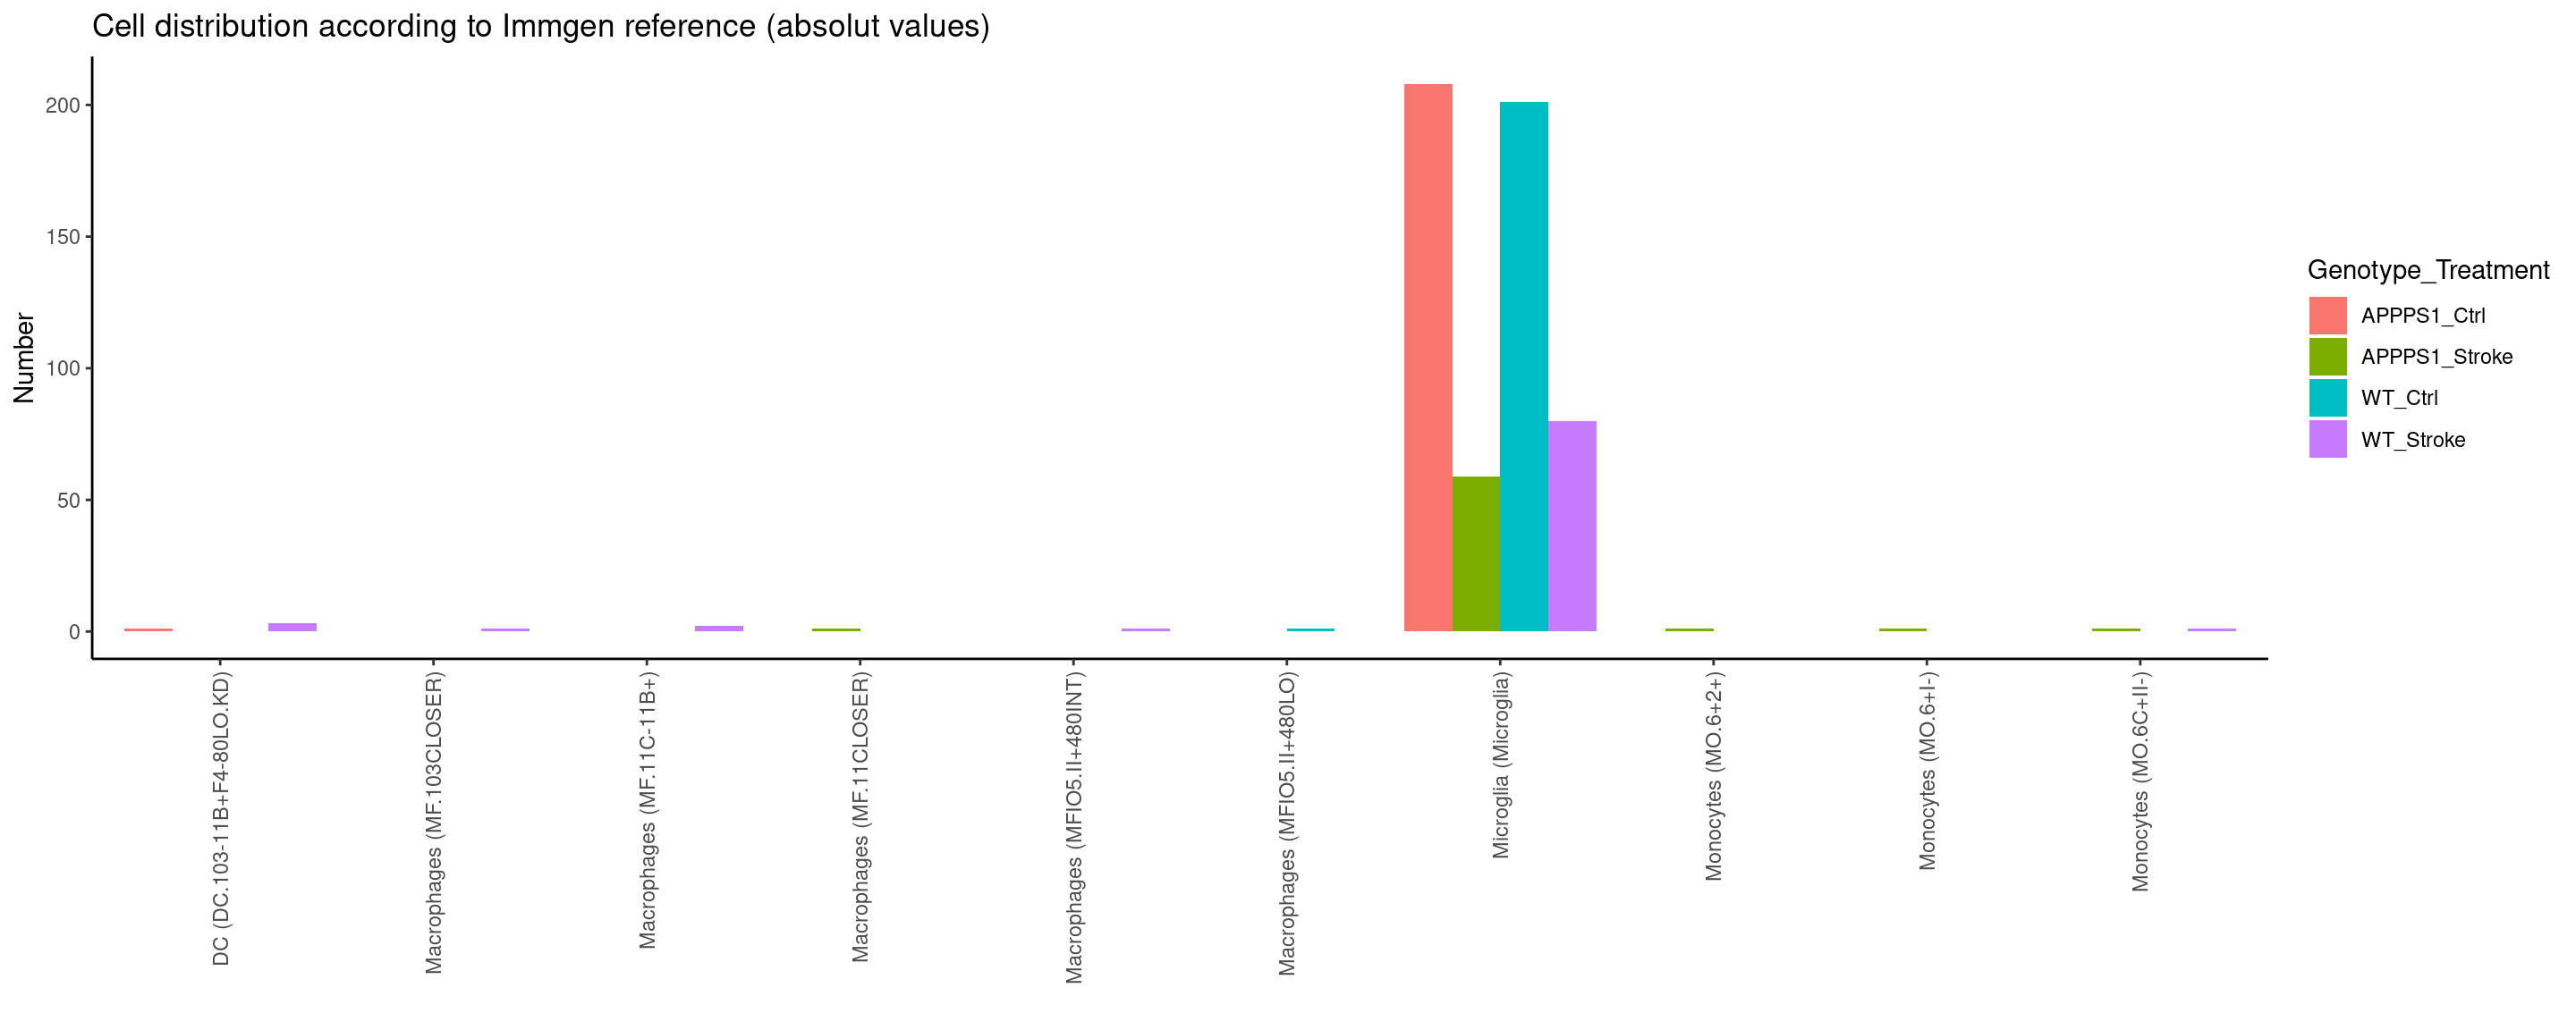 Cell distribution according to Immgen reference (absolut values)
Number
200
150
100
50
0
DC (DC.103-11B+F4-80LO.KD)
Macrophages (MF.103CLOSER)
Macrophages (MF.11C-11B+)
Macrophages (MF.11CLOSER)
Macrophages (MFIO5.II+480INT)
Macrophages (MFIO5.II+480LO)
Microglia (Microglia)
Monocytes (MO.6+2+)
Monocytes (MO.6+I-)
Monocytes (MO.6C+II-)
Genotype_Treatment
APPPS1_Ctrl
APPPS1_Stroke
WT_Ctrl
WT_Stroke